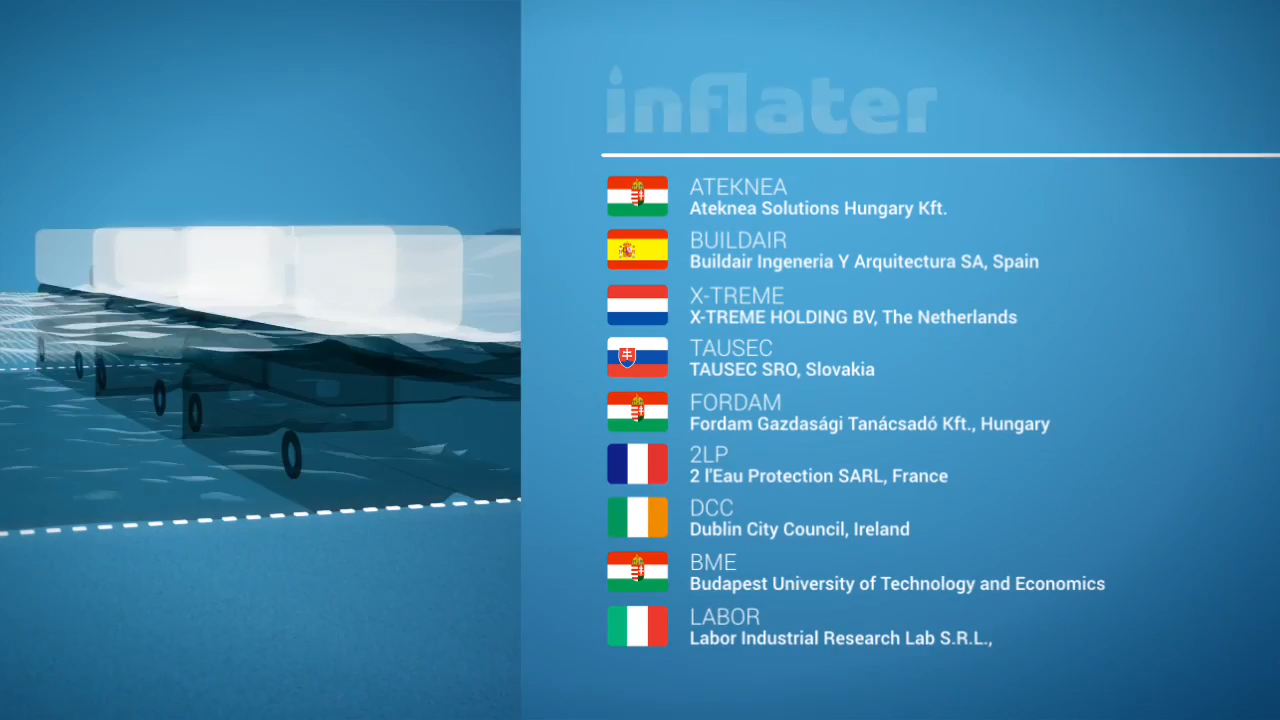 inflater
ATEKNEA
Ateknea Solutions Hungary Kft.
BUILDAIR
Buildair Ingeneria Y Arquitectura SA, Spain
X-TREME
X-TREME HOLDING BV, The Netherlands
TAUSEC
TAUSEC SRO, Slovakia
FORDAM
Fordam Gazdasági Tanácsadó Kft., Hungary
2LP
2 l'Eau Protection SARL, France
DCC
Dublin City Council, Ireland
BME
Budapest University of Technology and Economics
LABOR
Labor Industrial Research Lab S.R.L.,